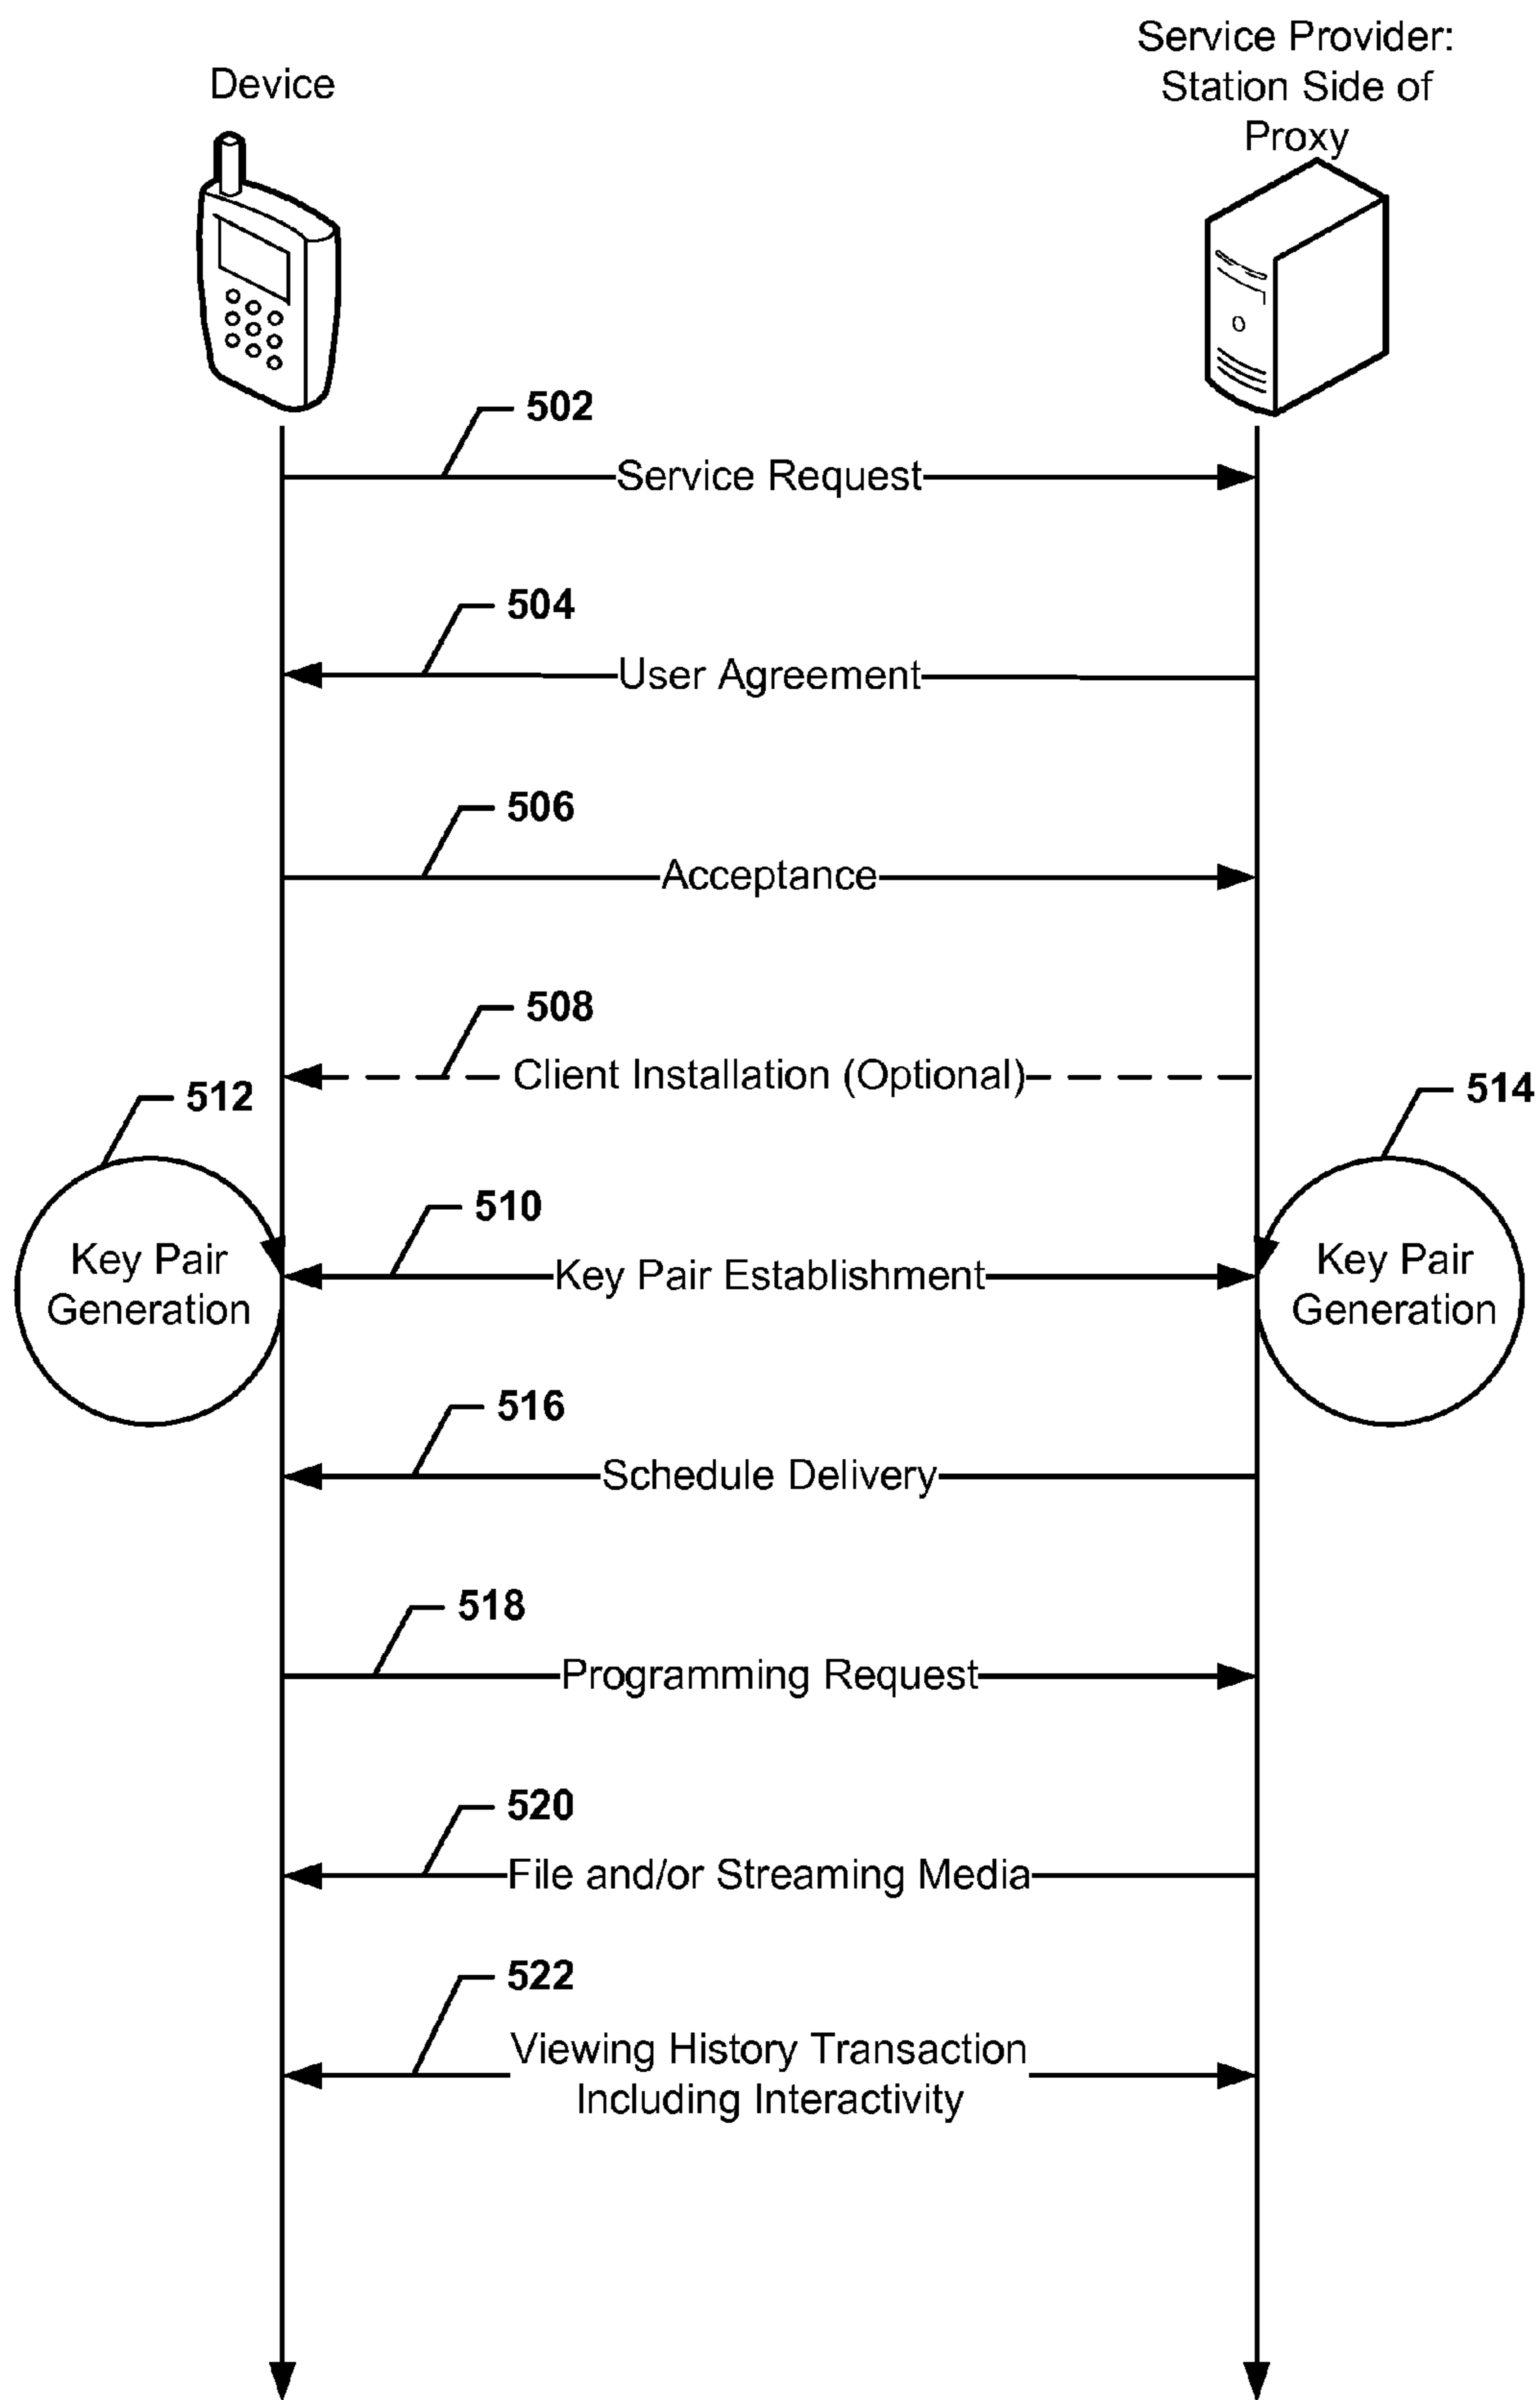 Device
Service Provider:
Station Side of
Proxy
502
Service Request
504
User Agreement
506
Acceptance
508
Client Installation (Optional)
512
514
Key Pair
Generation
510
Key Pair Establishment
Key Pair
Generation
516
Schedule Delivery
518
Programming Request
520
File and/or Streaming Media
522
Viewing History Transaction
Including Interactivity